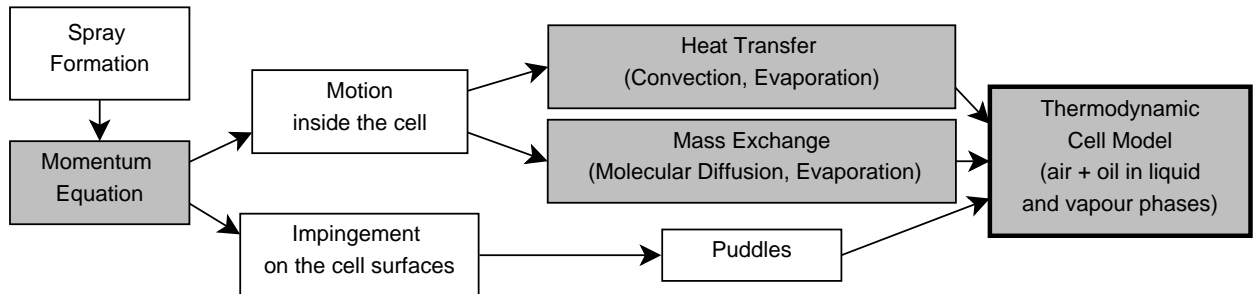 Spray
Formation
Momentum
Equation
Motion
inside the cell
Impingement
on the cell surfaces
Heat Transfer
(Convection, Evaporation)
Mass Exchange
(Molecular Diffusion, Evaporation)
Puddles
Thermodynamic
Cell Model
(air + oil in liquid
and vapour phases)